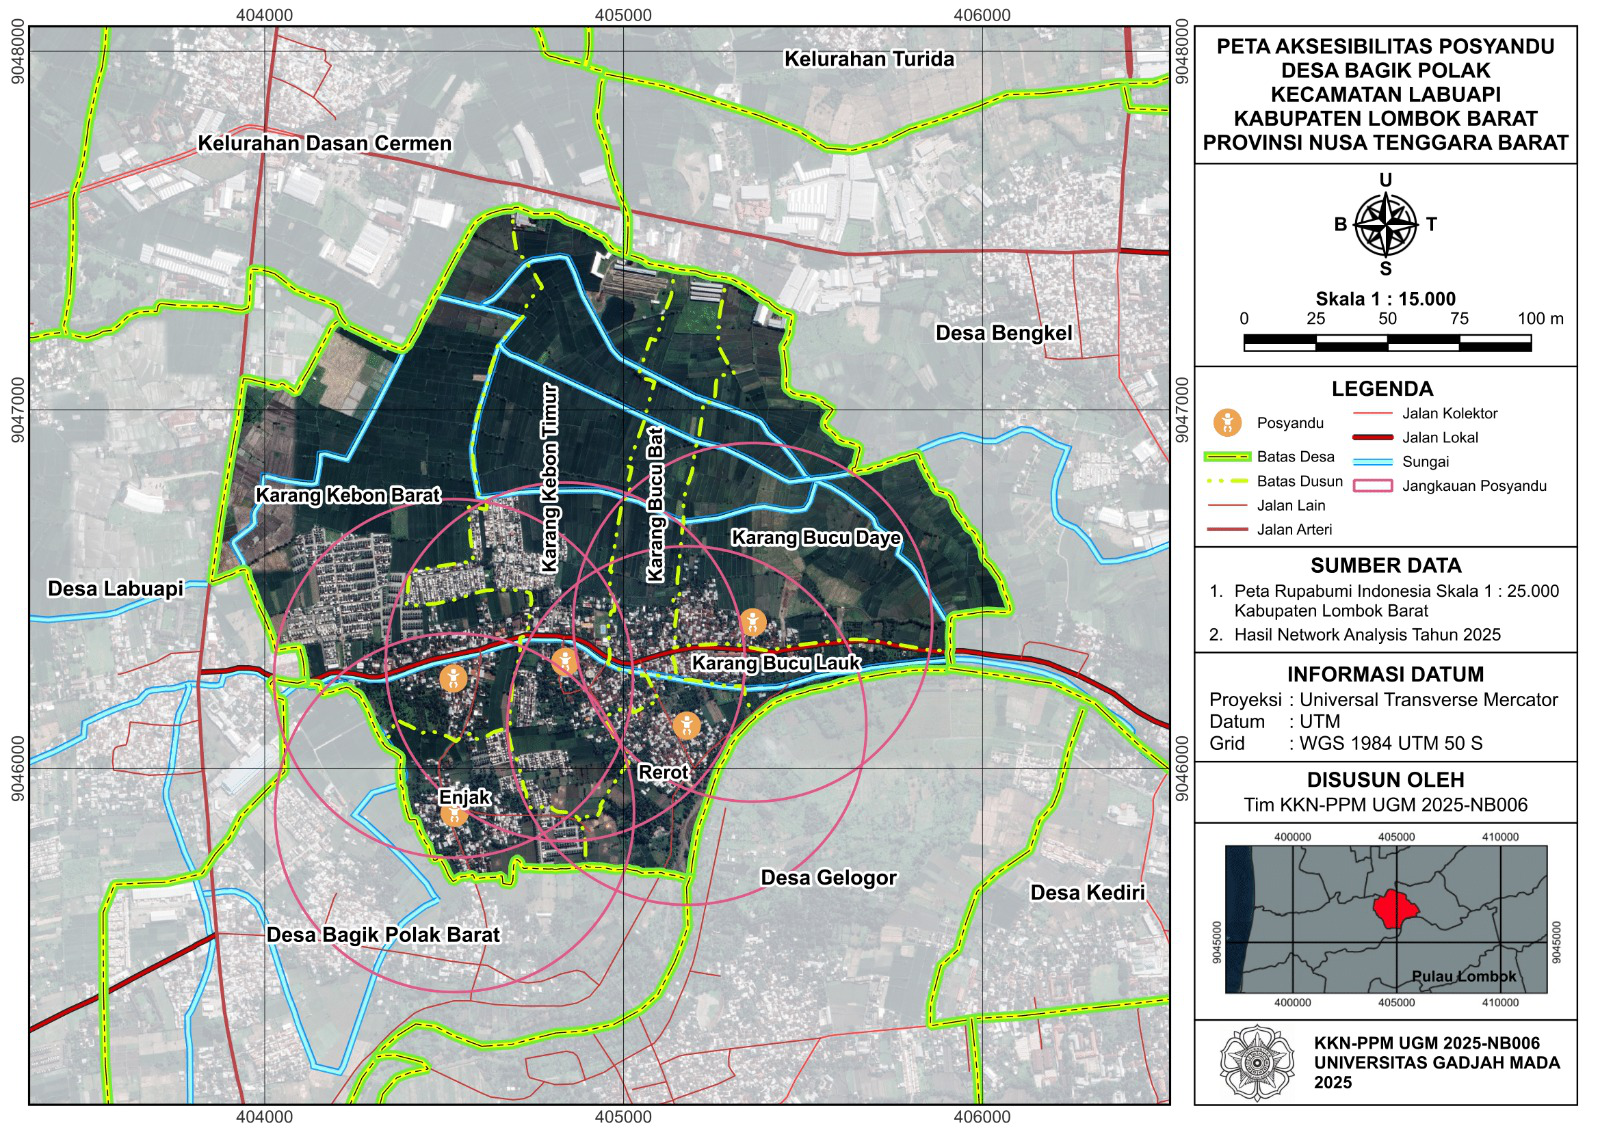 404000
405000
406000
9048000
9048000
Kelurahan Turida
Kelurahan Dasan Cermen
Desa Bengkel
9047000
9047000
Karang Kebon Timur
Karang Bucu Bat
Karang Kebon Barat
Karang Bucu Daye
Desa Labuapi
Karang Bucu Lauk
9046000
9046000
Rerot
Enjak
Desa Gelogor
Desa Kediri
Desa Bagik Polak Barat
404000
405000
406000
PETA AKSESIBILITAS POSYANDU
DESA BAGIK POLAK
KECAMATAN LABUAPI
KABUPATEN LOMBOK BARAT
PROVINSI NUSA TENGGARA BARAT
U
B
T
S
Skala 1 : 15.000
0 25 50 75 100 m
LEGENDA
Posyandu
Batas Desa
Batas Dusun
Jalan Lain
Jalan Arteri
Jalan Kolektor
Jalan Lokal
Sungai
Jangkauan Posyandu
SUMBER DATA
1. Peta Rupabumi Indonesia Skala 1 : 25.000
Kabupaten Lombok Barat
2. Hasil Network Analysis Tahun 2025
INFORMASI DATUM
Proyeksi : Universal Transverse Mercator
Datum : UTM
Grid : WGS 1984 UTM 50 S
DISUSUN OLEH
Tim KKN-PPM UGM 2025-NB006
400000 405000 410000
9045000
9045000
Pulau Lombok
400000 405000 410000
KKN-PPM UGM 2025-NB006
UNIVERSITAS GADJAH MADA
2025